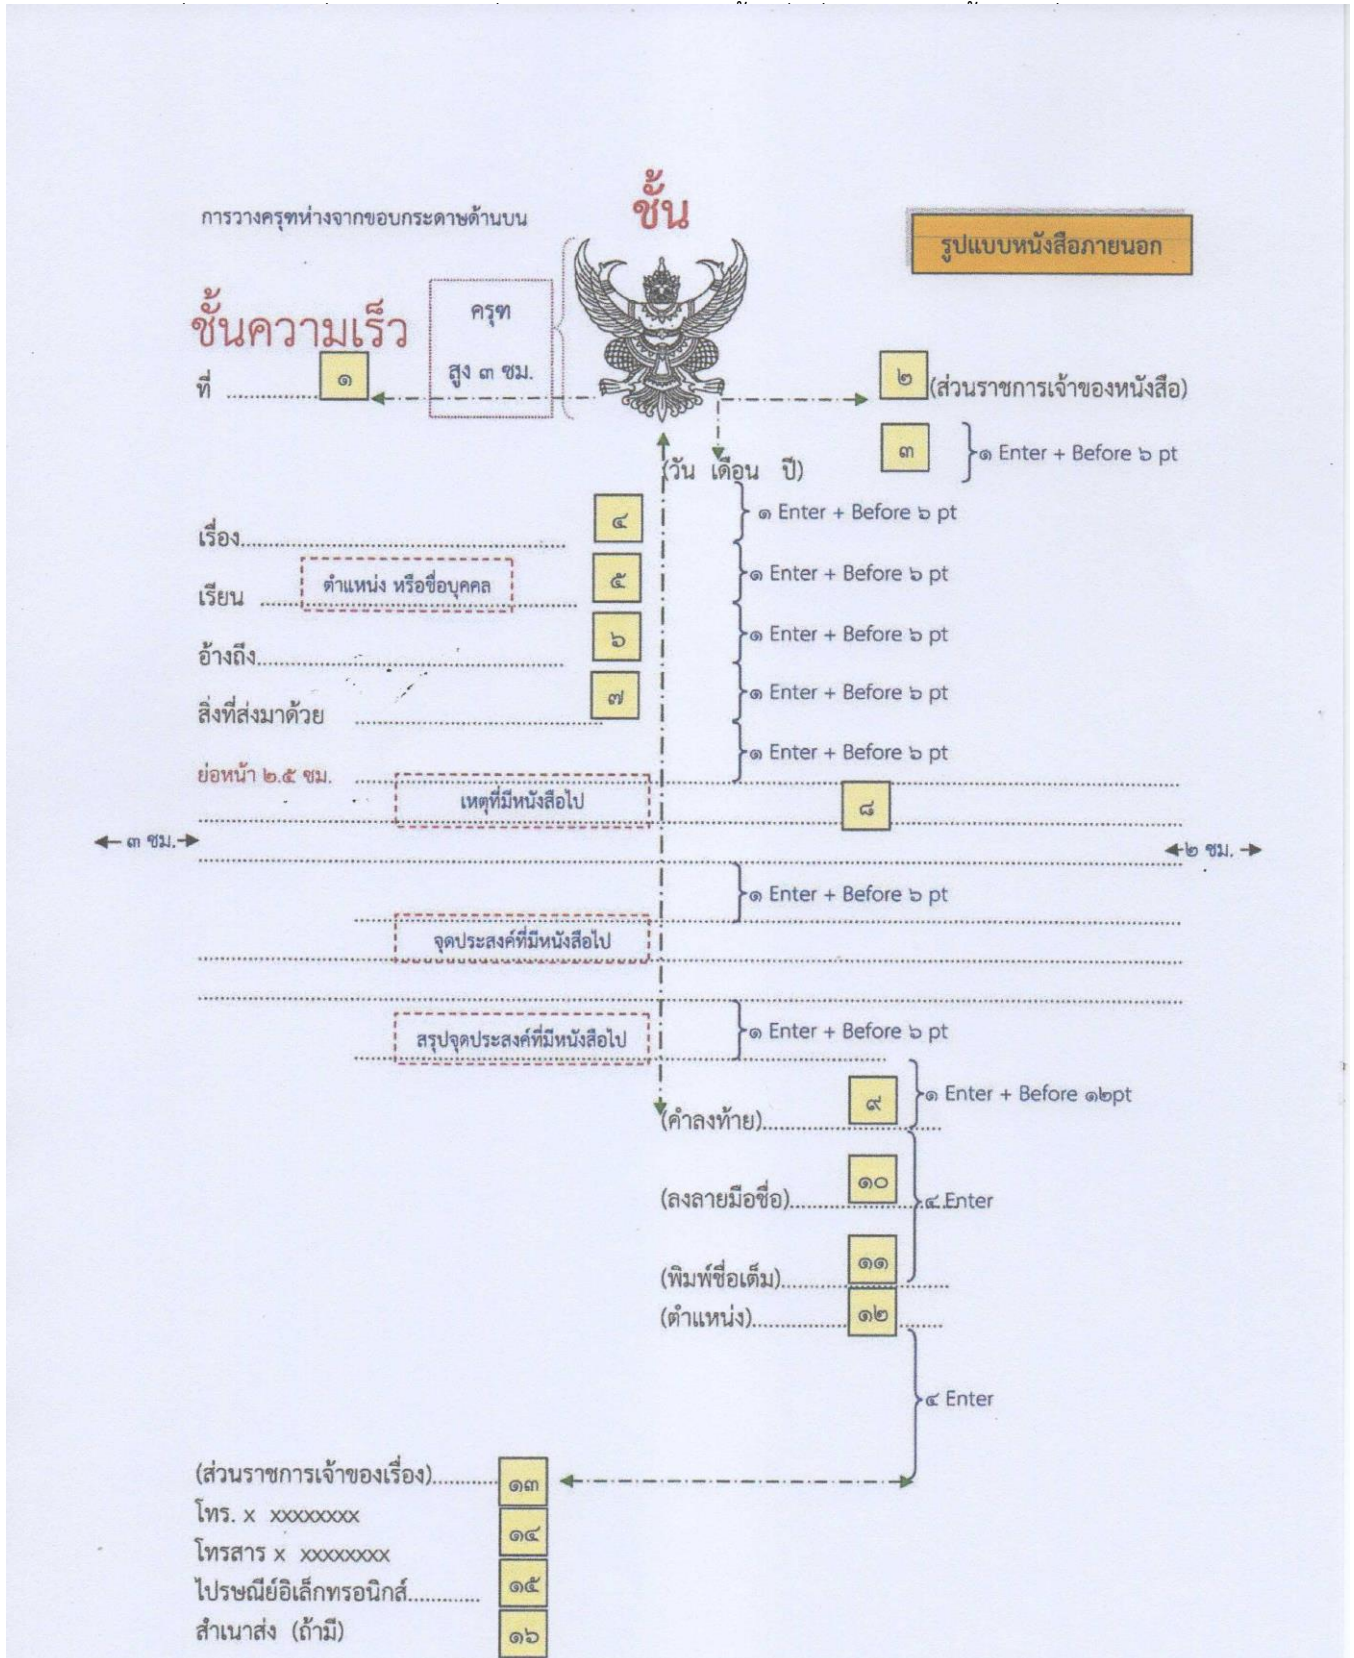 ชั้น
การวางครุฑห่างจากขอบกระดาษด้านบน
รูปแบบหนังสือภายนอก
ชั้นความเร็ว
ครุฑ
สูง ๓ ซม.
ที่ ............... ๑
๒ (ส่วนราชการเจ้าของหนังสือ)
๓ ๑ Enter + Before ๖ pt
(วัน เดือน ปี)
๔ ๑ Enter + Before ๖ pt
เรื่อง......................................................
๕ ๑ Enter + Before ๖ pt
เรียน ตำแหน่ง หรือชื่อบุคคล
๖ ๑ Enter + Before ๖ pt
อ้างถึง......................................................
๗ ๑ Enter + Before ๖ pt
สิ่งที่ส่งมาด้วย ......................................................
๑ Enter + Before ๖ pt
ย่อหน้า ๒.๕ ซม.
เหตุที่มีหนังสือไป ๘
๓ ซม. ๒ ซม.
๑ Enter + Before ๖ pt
จุดประสงค์ที่มีหนังสือไป
สรุปจุดประสงค์ที่มีหนังสือไป ๑ Enter + Before ๖ pt
๑ Enter + Before ๑๒pt
(คำลงท้าย)............... ๙
(ลงลายมือชื่อ)............... ๑๐ ๔ Enter
(พิมพ์ชื่อเต็ม)............... ๑๑
(ตำแหน่ง)............... ๑๒
๔ Enter
(ส่วนราชการเจ้าของเรื่อง).......... ๑๓
โทร. x xxxxxxxx
๑๔
โทรสาร x xxxxxxxx
ไปรษณีย์อิเล็กทรอนิกส์............ ๑๕
สำเนาส่ง (ถ้ามี) ๑๖